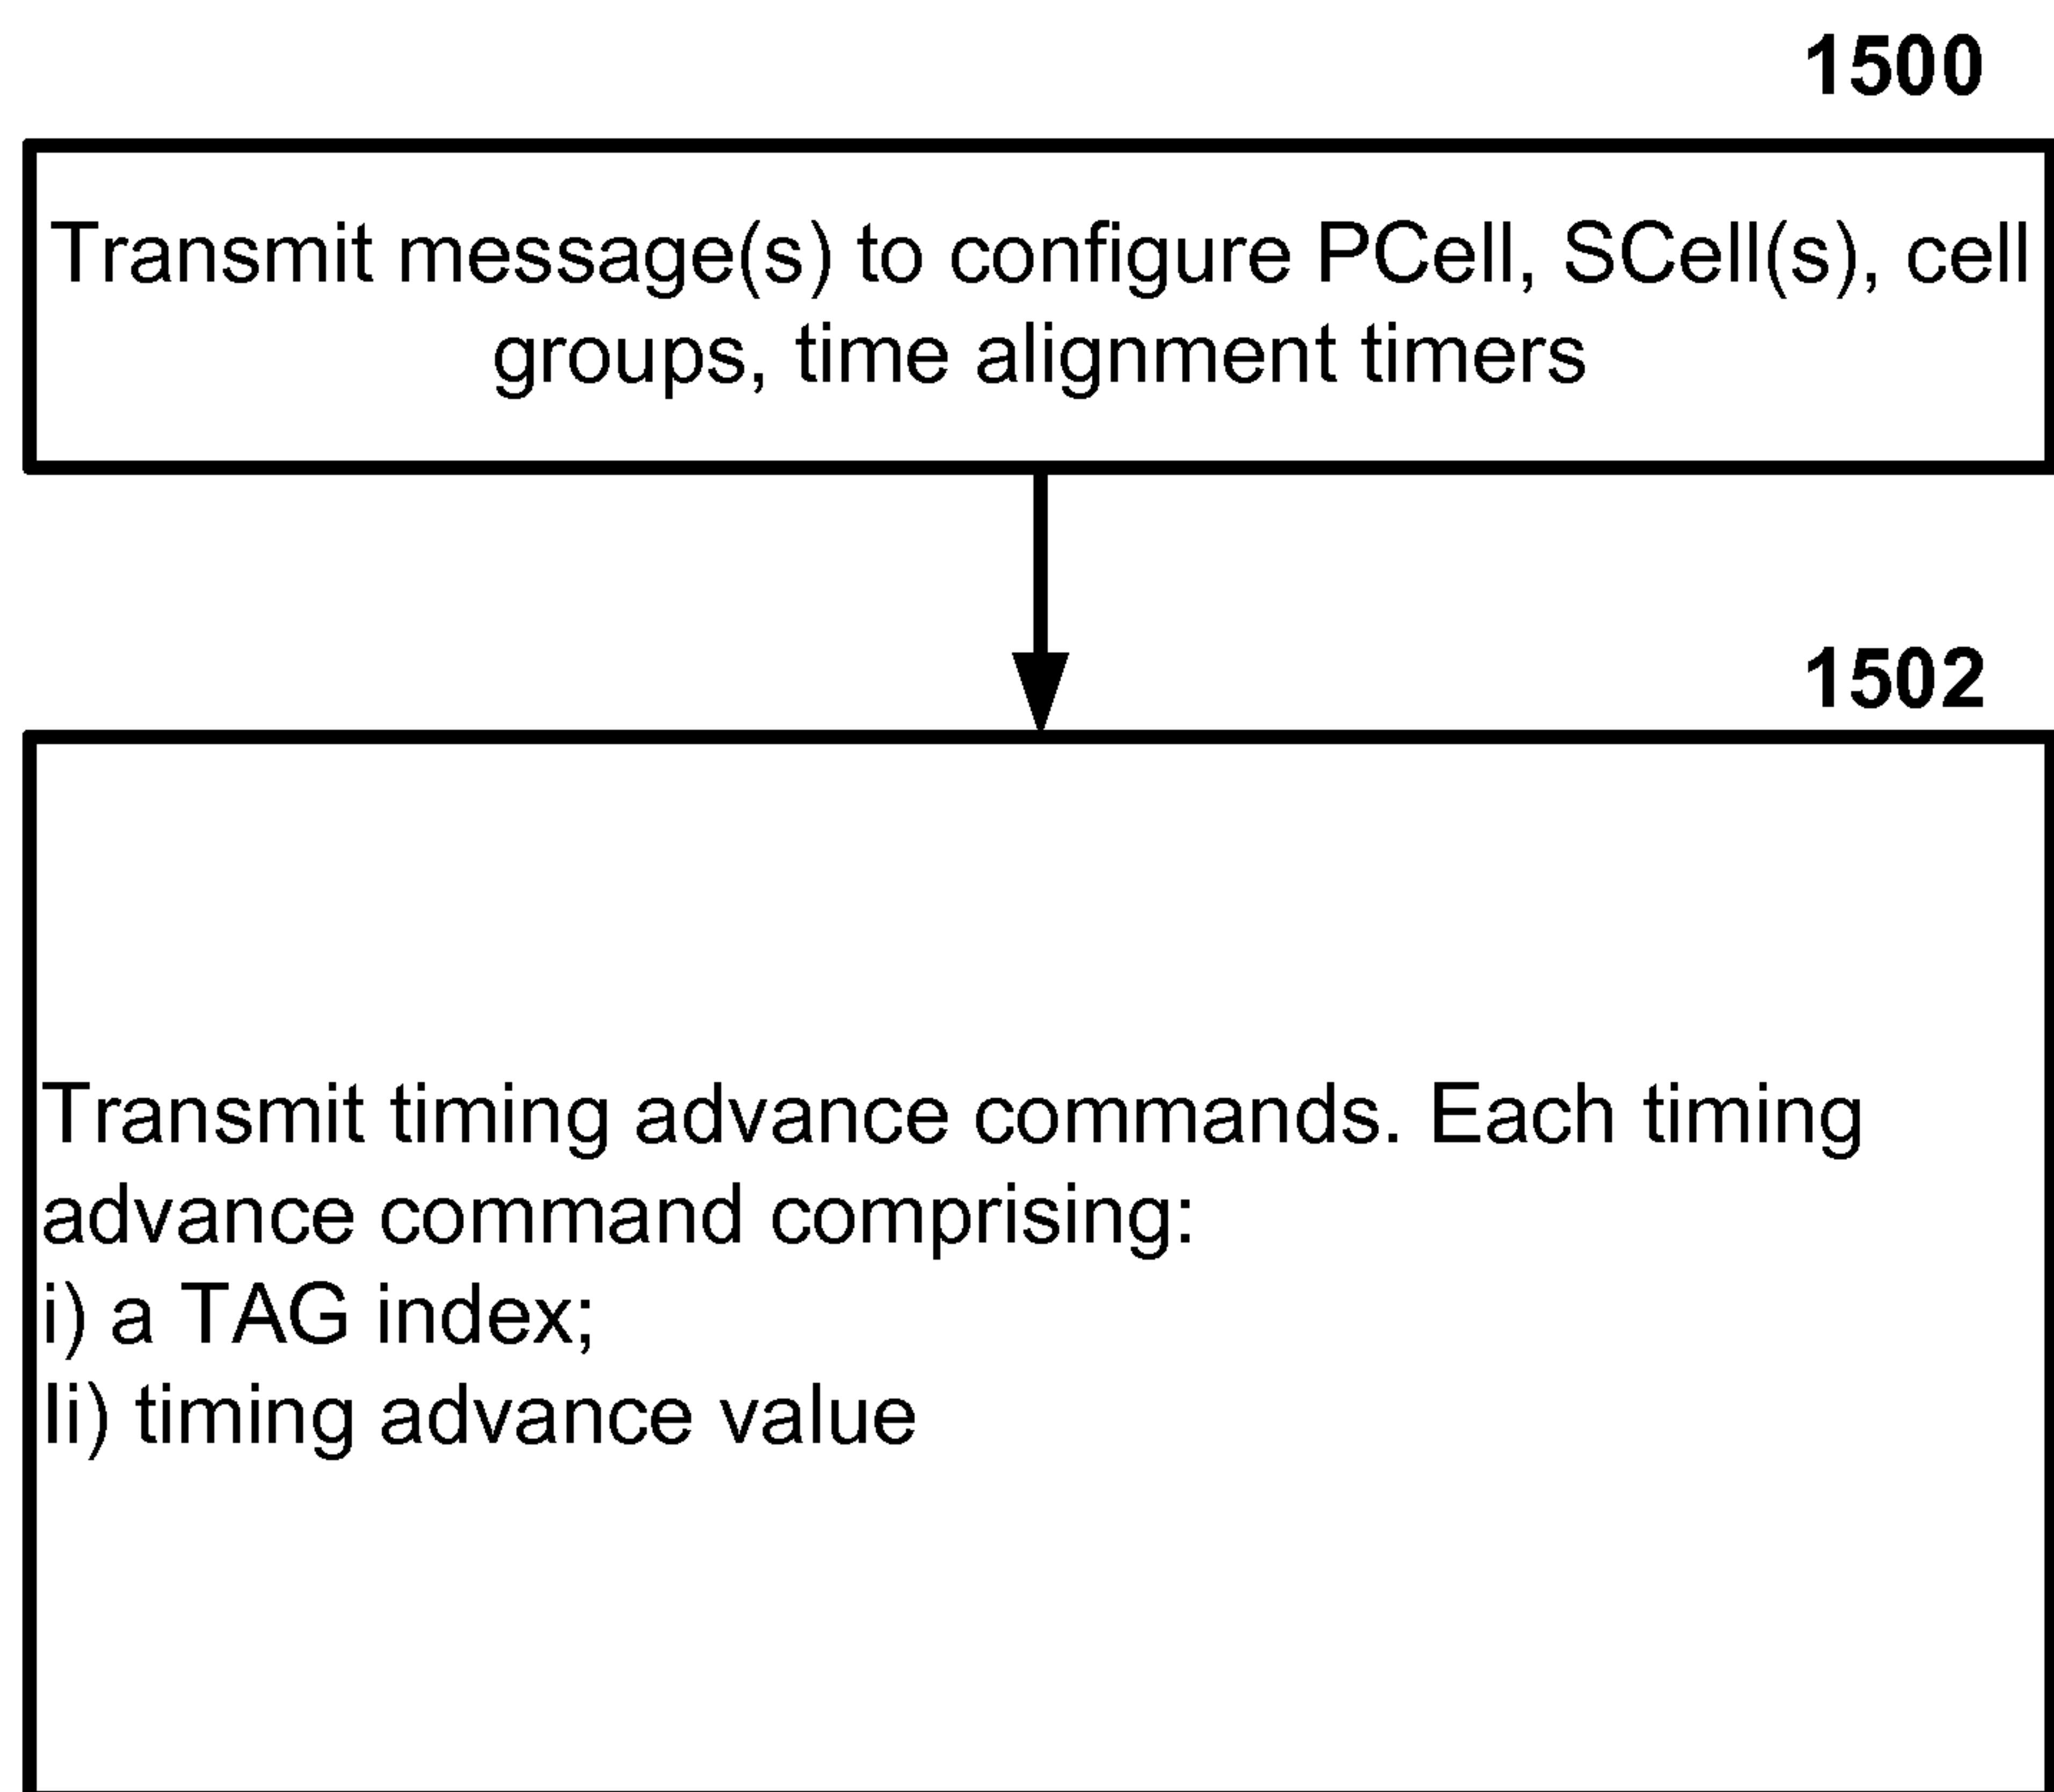 1500
Transmit message(s) to configure PCell, SCell(s), cell
groups, time alignment timers
1502
Transmit timing advance commands. Each timing
advance command comprising:
i) a TAG index;
Ii) timing advance value